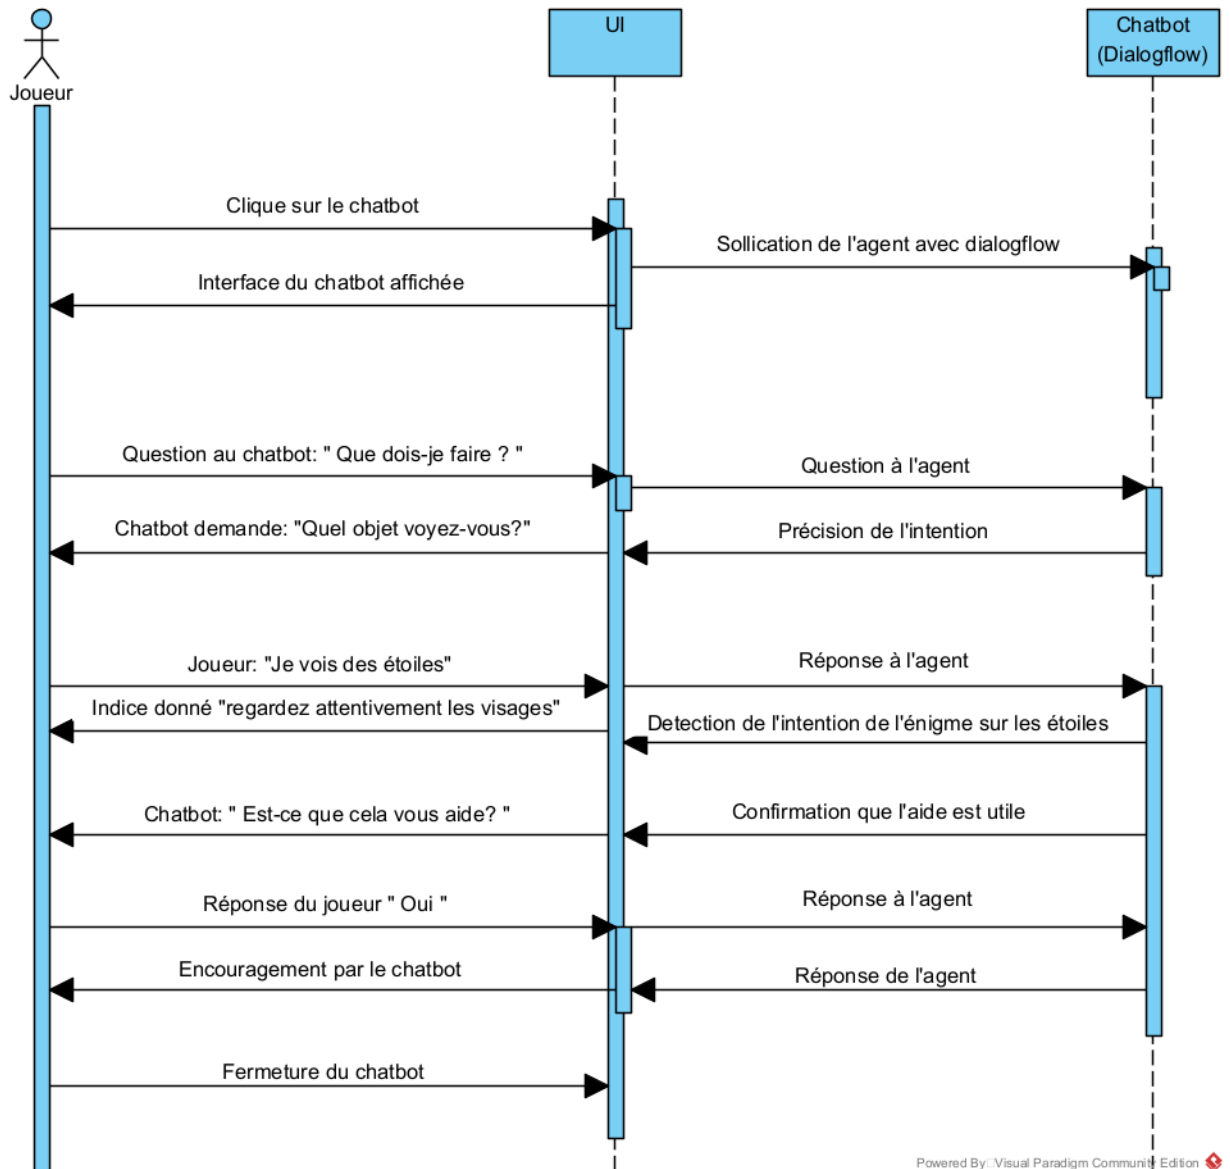 UI
Chatbot
(Dialogflow)
Joueur
Clique sur le chatbot
Sollication de l'agent avec dialogflow
Interface du chatbot affichée
Question au chatbot: " Que dois-je faire ? "
Question à l'agent
Chatbot demande: "Quel objet voyez-vous?"
Précision de l'intention
Joueur: "Je vois des étoiles"
Réponse à l'agent
Indice donné "regardez attentivement les visages"
Detection de l'intention de l'énigme sur les étoiles
Chatbot: " Est-ce que cela vous aide? "
Confirmation que l'aide est utile
Réponse du joueur " Oui "
Réponse à l'agent
Encouragement par le chatbot
Réponse de l'agent
Fermeture du chatbot
Powered By Visual Paradigm Community Edition